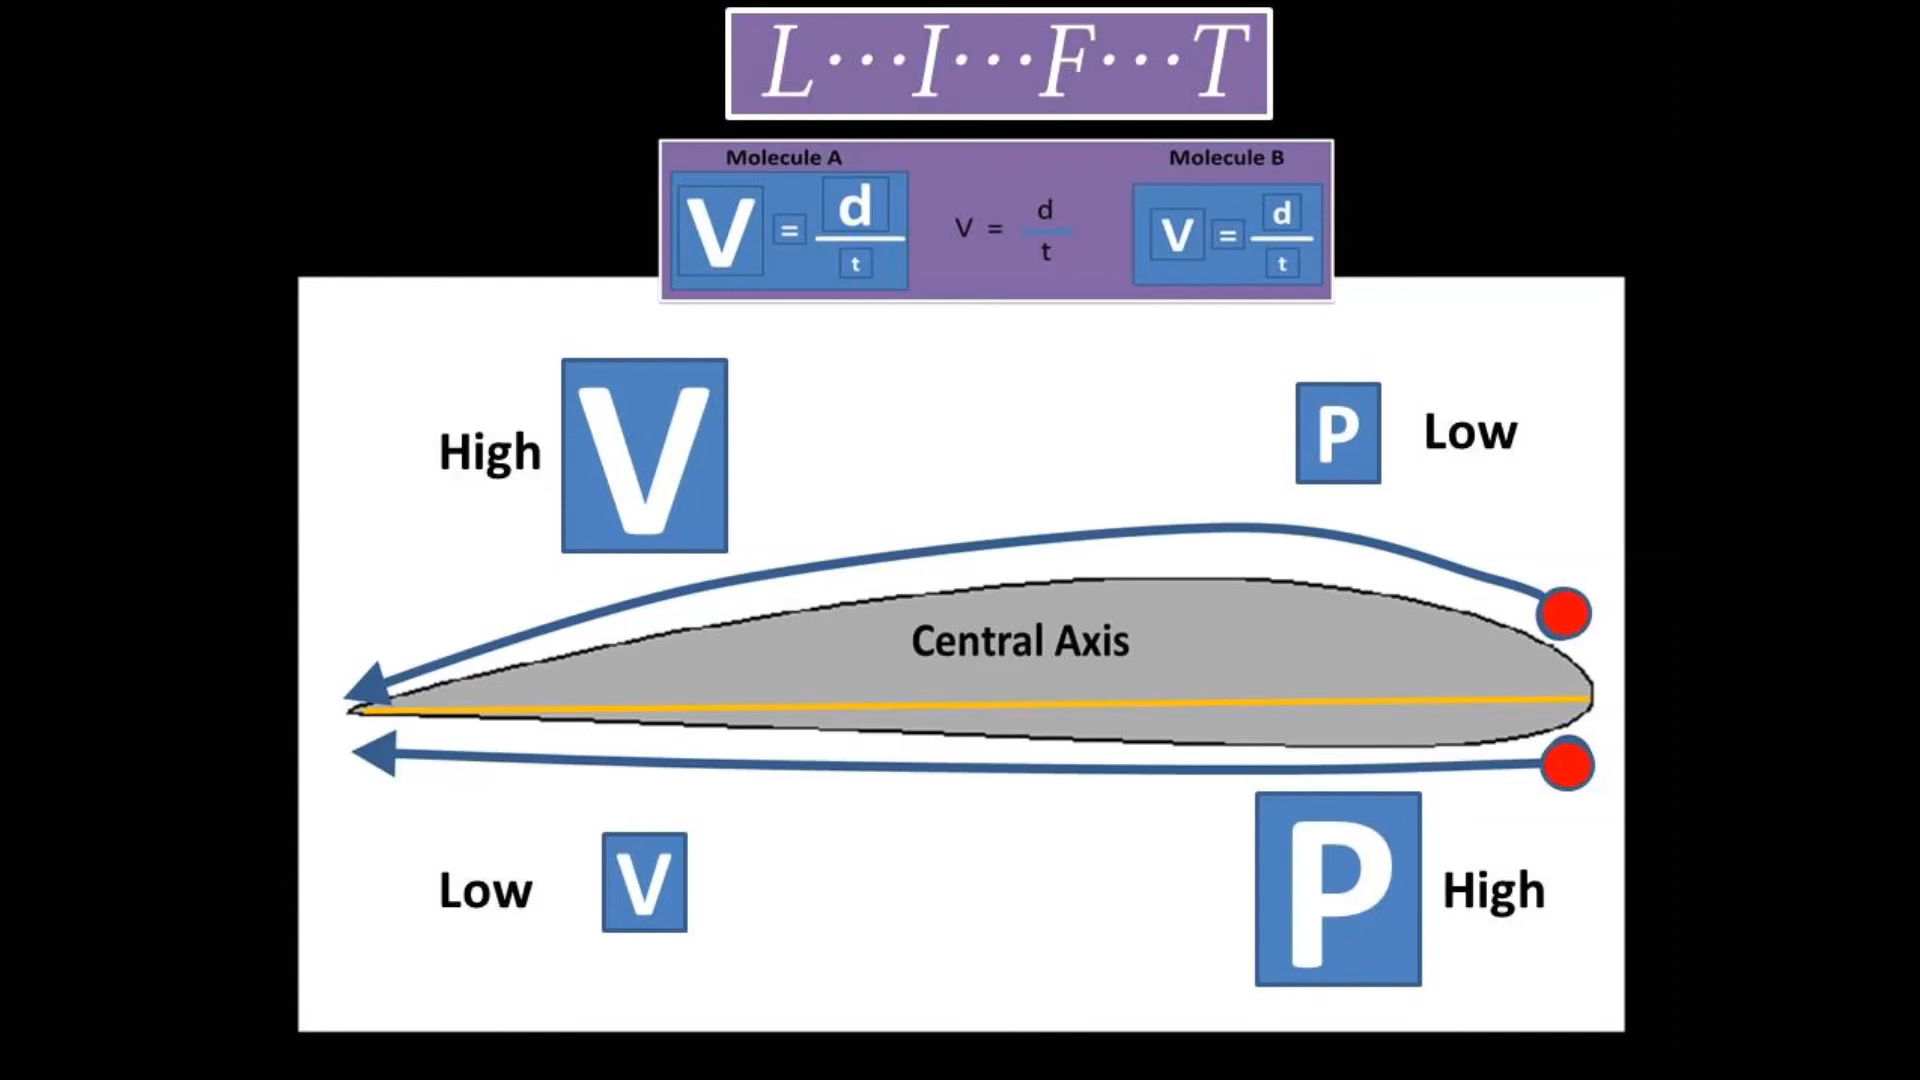 L···I···F···T
Molecule A
Molecule B
V = d
t
V = d
t
V = d
t
High V
P Low
Central Axis
Low V
P High